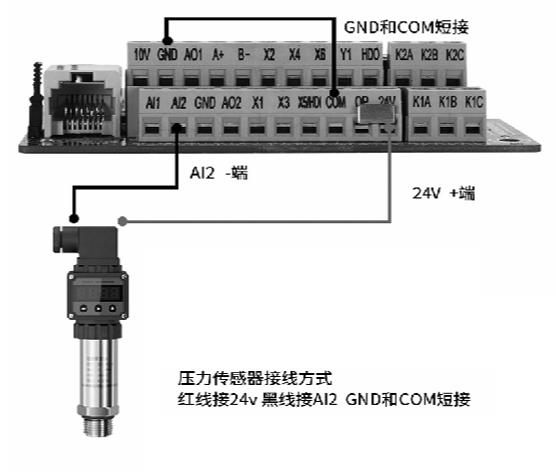 GND和COM短接
10V GND AO1 A+ B- X2 X4 X6 Y1 HDO K2A K2B K2C
AI1 AI2 GND AO2 X1 X3 X5/HDI COM OP 24V K1A K1B K1C
AI2 -端
24V +端
压力传感器接线方式
红线接24v 黑线接AI2 GND和COM短接